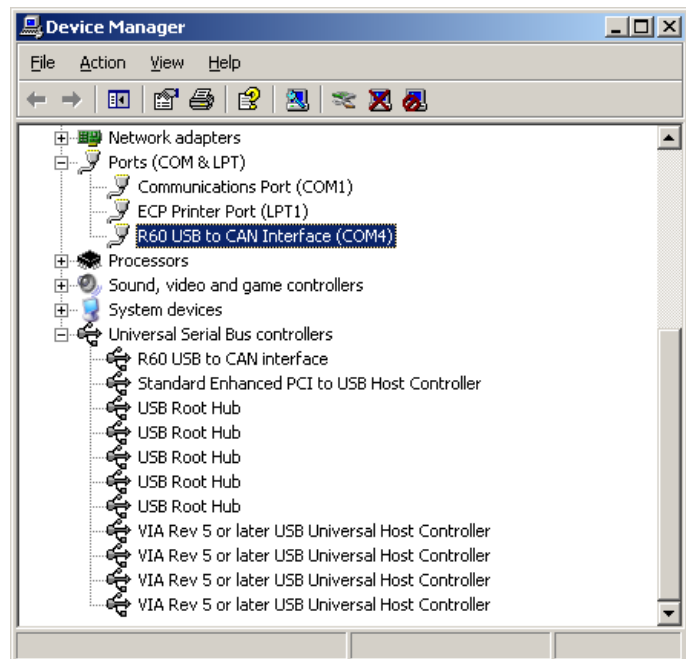 Device Manager
File Action View Help
Network adapters
Ports (COM & LPT)
Communications Port (COM1)
ECP Printer Port (LPT1)
R60 USB to CAN Interface (COM4)
Processors
Sound, video and game controllers
System devices
Universal Serial Bus controllers
R60 USB to CAN interface
Standard Enhanced PCI to USB Host Controller
USB Root Hub
USB Root Hub
USB Root Hub
USB Root Hub
USB Root Hub
VIA Rev 5 or later USB Universal Host Controller
VIA Rev 5 or later USB Universal Host Controller
VIA Rev 5 or later USB Universal Host Controller
VIA Rev 5 or later USB Universal Host Controller